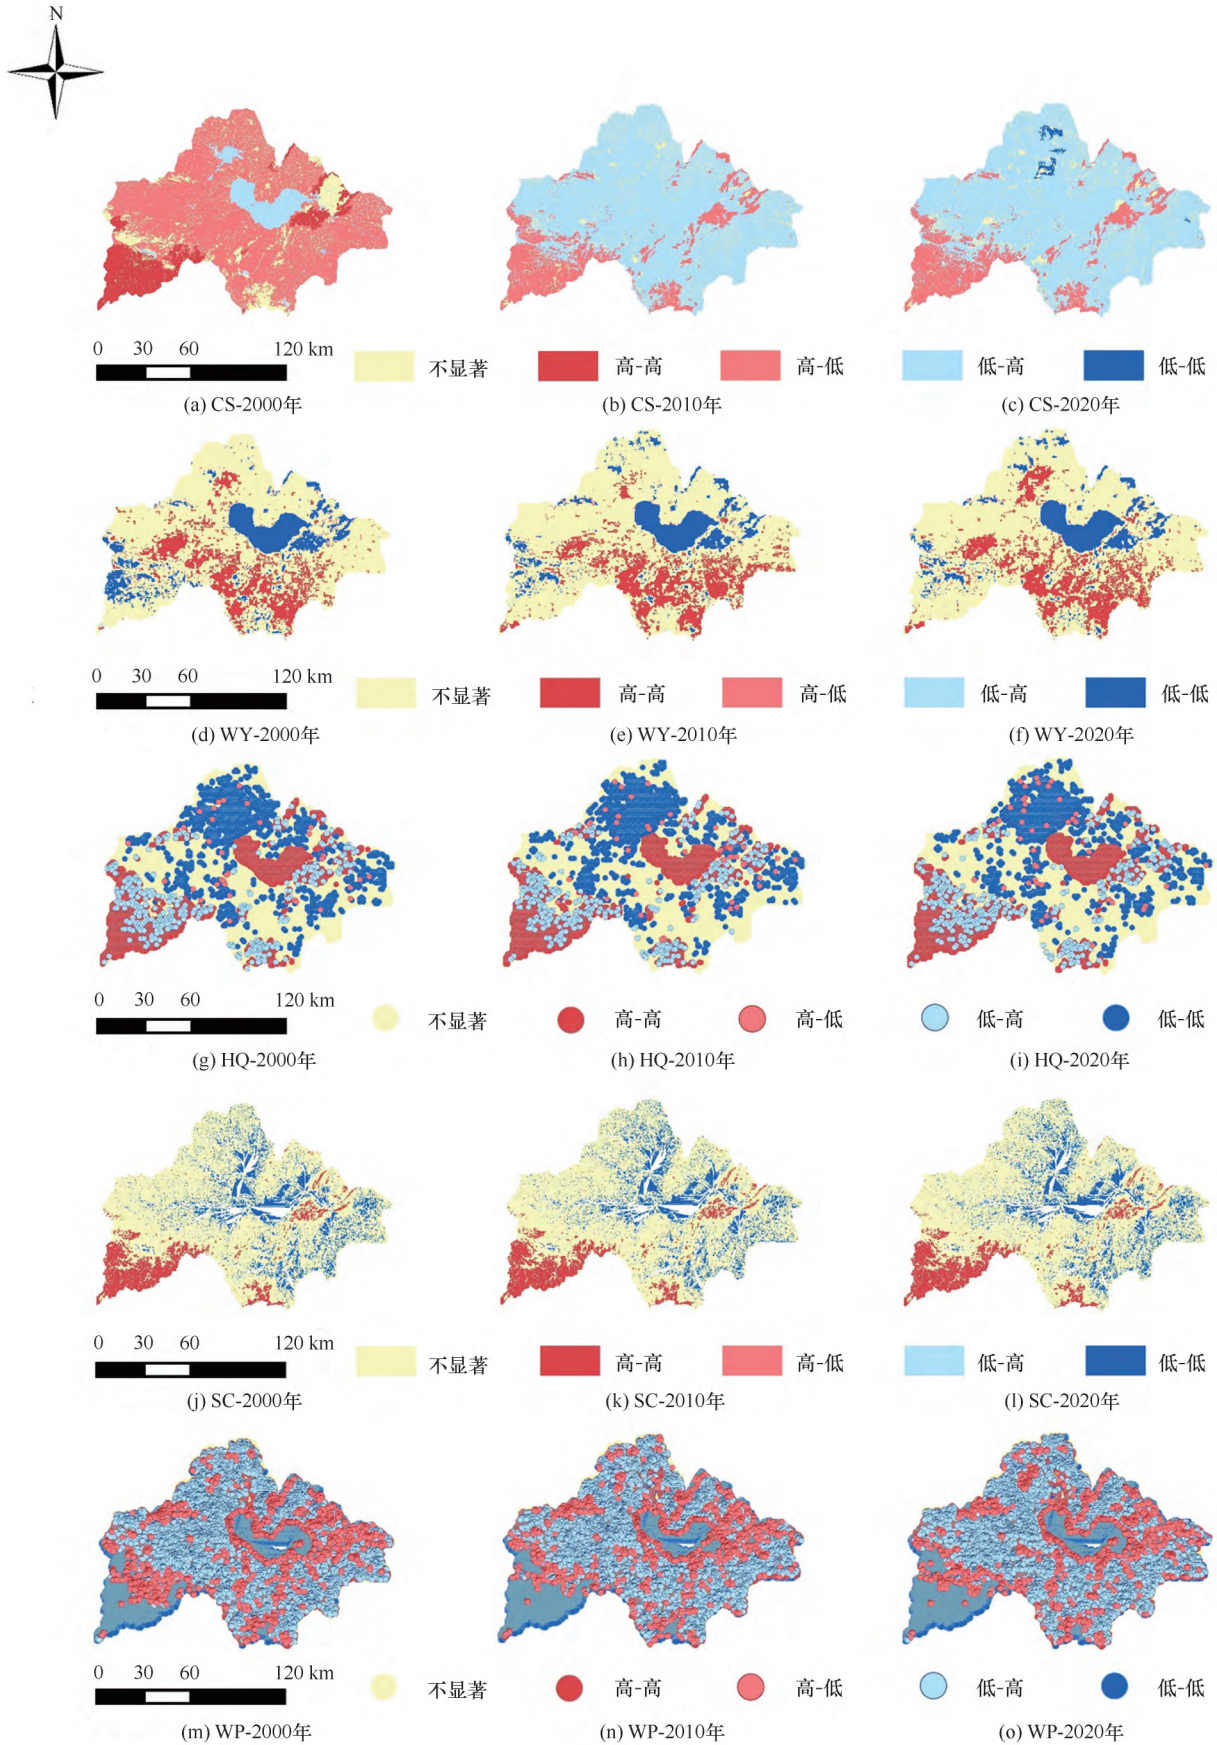 N
0 30 60 120 km 不显著 高-高 高-低 低-高 低-低
(a) CS-2000年 (b) CS-2010年 (c) CS-2020年
0 30 60 120 km 不显著 高-高 高-低 低-高 低-低
(d) WY-2000年 (e) WY-2010年 (f) WY-2020年
0 30 60 120 km 不显著 高-高 高-低 低-高 低-低
(g) HQ-2000年 (h) HQ-2010年 (i) HQ-2020年
0 30 60 120 km 不显著 高-高 高-低 低-高 低-低
(j) SC-2000年 (k) SC-2010年 (l) SC-2020年
0 30 60 120 km 不显著 高-高 高-低 低-高 低-低
(m) WP-2000年 (n) WP-2010年 (o) WP-2020年